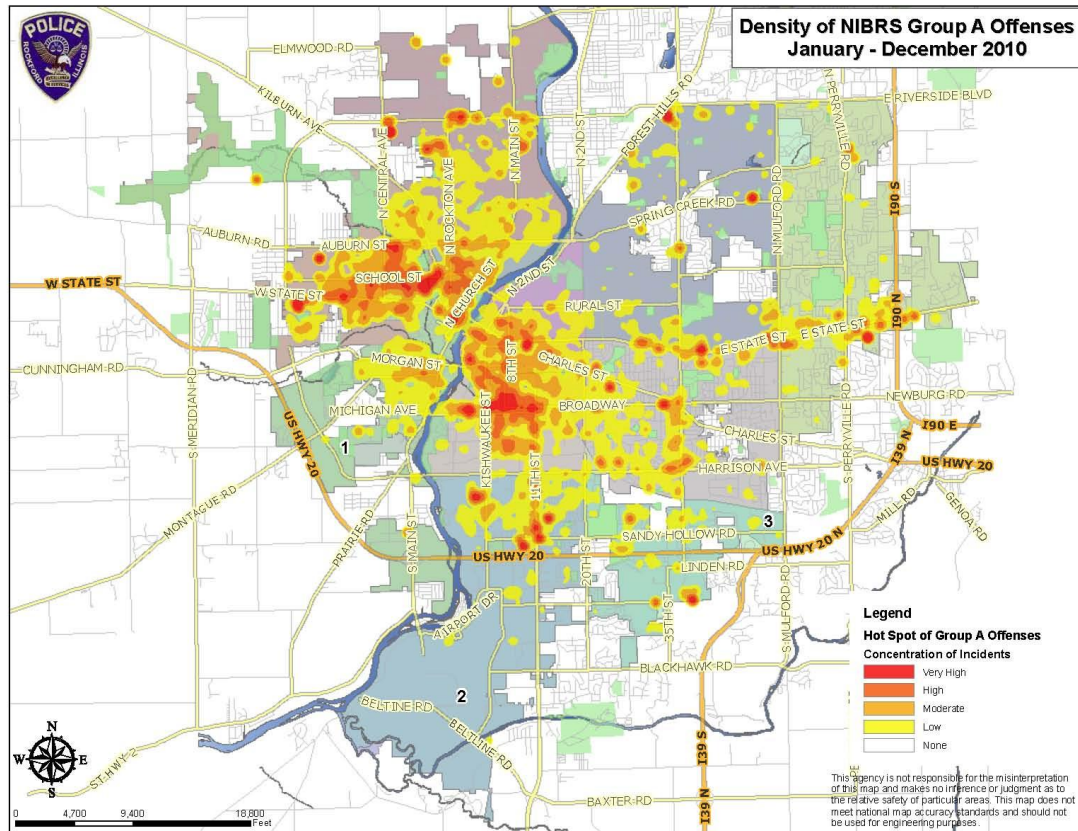 POLICE
ROCKFORD ILLINOIS
Density of NIBRS Group A Offenses
January - December 2010
ELMWOOD RD
KILBURN AVE
N CENTRAL AVE
N ROCKTON AVE
N MAIN ST
N 2ND ST
FOREST HILLS RD
E RIVERSIDE BLVD
N PERRYVILLE RD
N MULFORD RD
SPRING CREEK RD
I90 S
AUBURN RD
AUBURN ST
SCHOOL ST
W STATE ST
W STATE ST
N CHURCH ST
N 2ND ST
RURAL ST
I90 N
E STATE ST
E STATE ST
CUNNINGHAM RD
MORGAN ST
8TH ST
CHARLES ST
S MERIDIAN RD
MICHIGAN AVE
BROADWAY
NEWBURG RD
US HWY 20
1
KISHWAUKEE ST
CHARLES ST
I90 E
S PERRYVILLE RD
I39 N
HARRISON AVE
US HWY 20
MONTAGUE RD
11TH ST
MILL RD
GENOA RD
PRAIRIE RD
S MAIN ST
3
SANDY HOLLOW RD
US HWY 20
US HWY 20 N
20TH ST
LINDEN RD
35TH ST
S MULFORD RD
AIRPORT DR
BLACKHAWK RD
2
BELTINE RD
BELTLINE RD
I39 S
I39 N
ST HWY 2
BAXTER RD
Legend
Hot Spot of Group A Offenses
Concentration of Incidents
Very High
High
Moderate
Low
None
N
W E
S
0 4,700 9,400 18,800
Feet
This agency is not responsible for the misinterpretation
of this map and makes no inference or judgment as to
the relative safety of particular areas. This map does not
meet national map accuracy standards and should not
be used for engineering purposes.